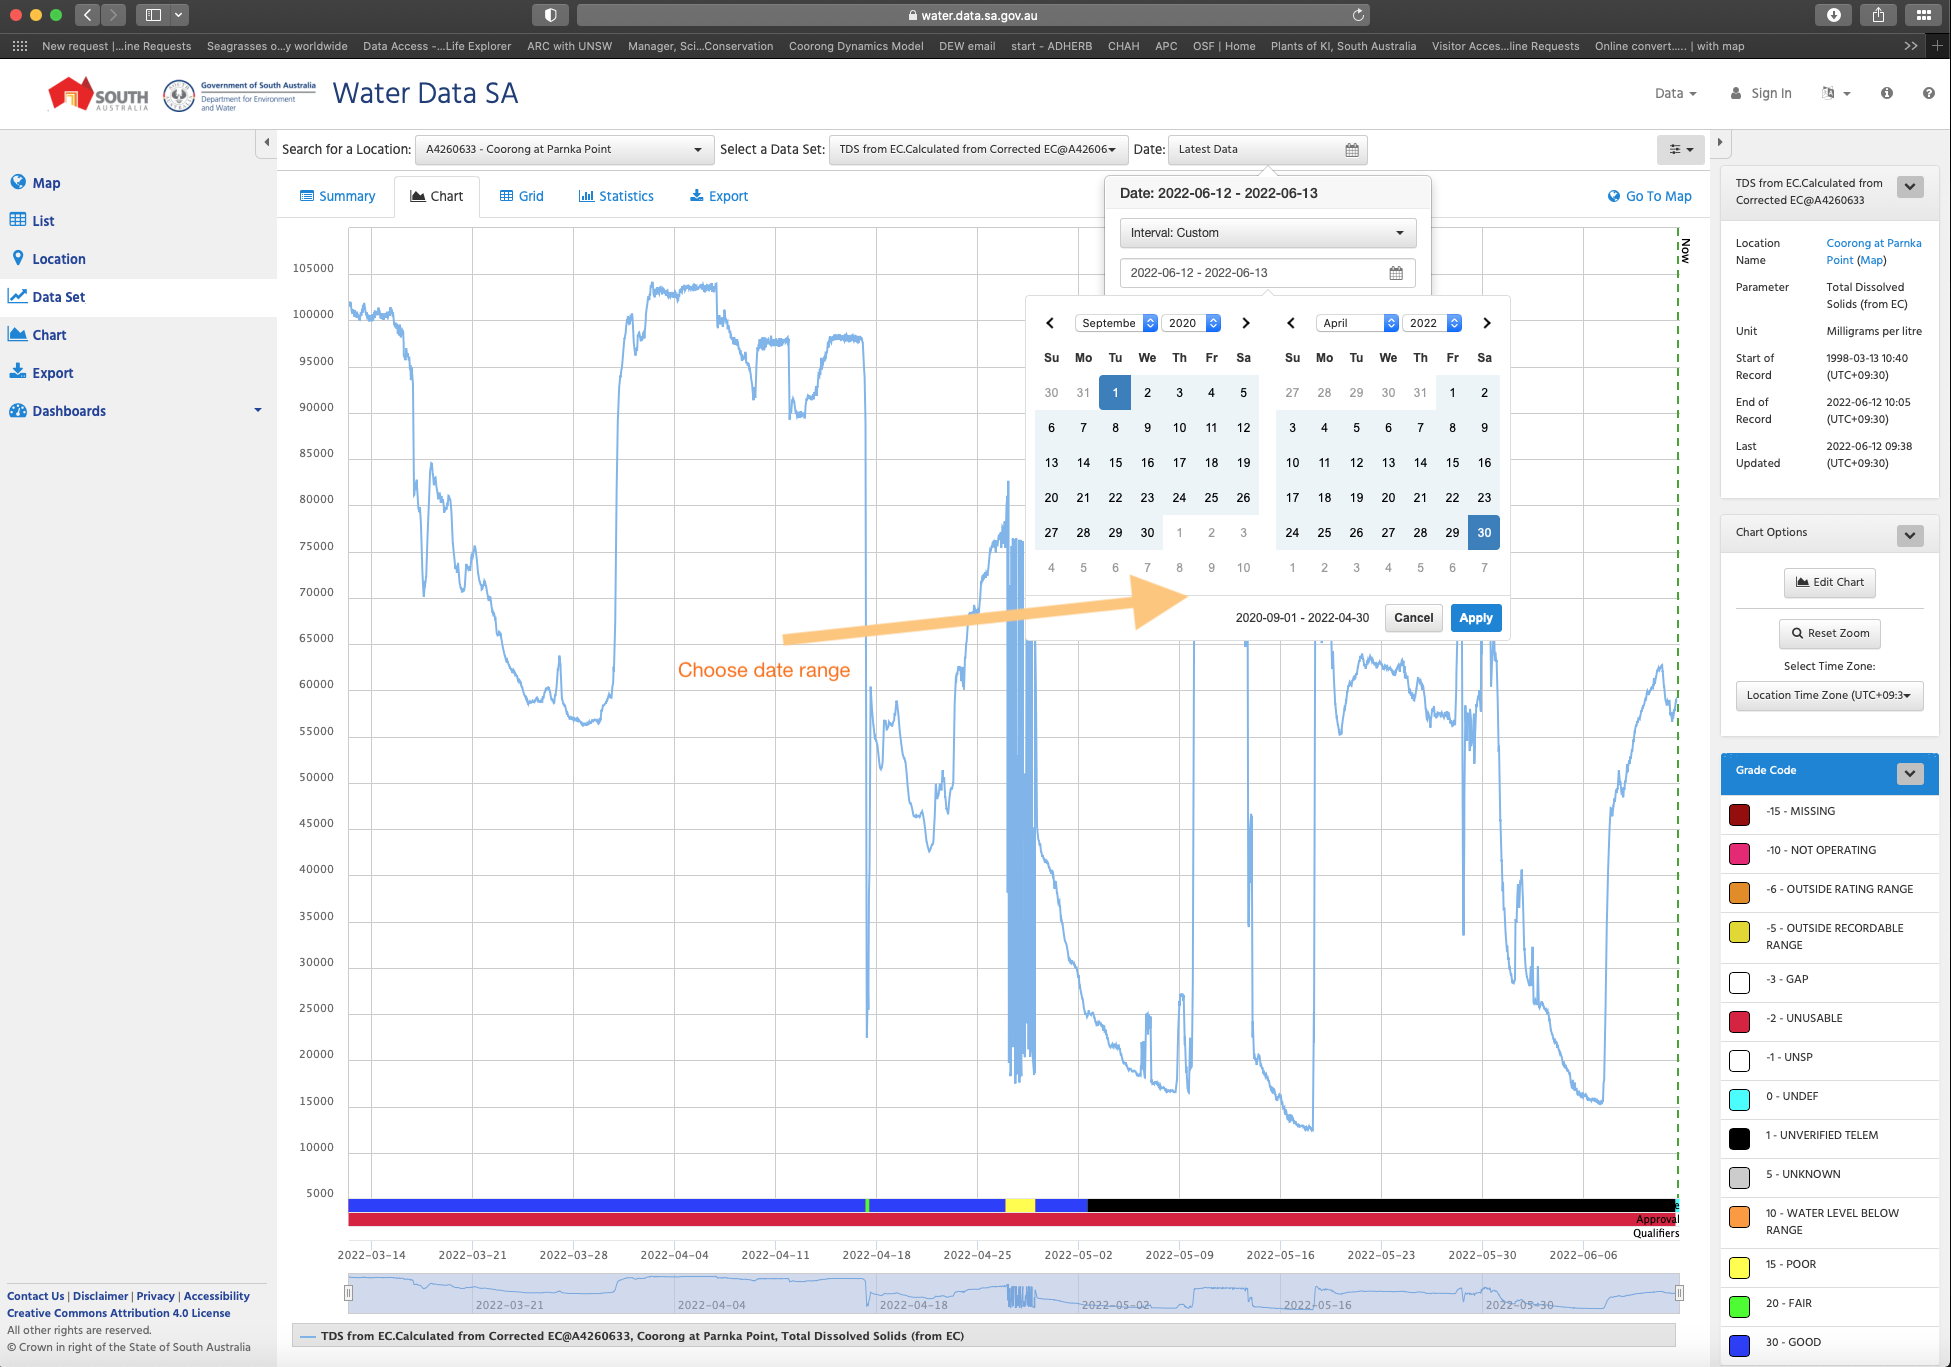 water.data.sa.gov.au
New request |...ine Requests
Seagrasses o...y worldwide
Data Access -...Life Explorer
ARC with UNSW
Manager, Sci...Conservation
Coorong Dynamics Model
DEW email
start - ADHERB
CHAH
APC
OSF | Home
Plants of KI, South Australia
Visitor Acces...line Requests
Online convert..... | with map
SOUTH
AUSTRALIA
Government of South Australia
Department for Environment
and Water
Water Data SA
Data
Sign In
Search for a Location:
A4260633 - Coorong at Parnka Point
Select a Data Set:
TDS from EC.Calculated from Corrected EC@A42606
Date:
Latest Data
Map
List
Location
Data Set
Chart
Export
Dashboards
Summary
Chart
Grid
Statistics
Export
Go To Map
Date: 2022-06-12 - 2022-06-13
Interval: Custom
2022-06-12 - 2022-06-13
Septembe 2020
Su Mo Tu We Th Fr Sa
30 31 1 2 3 4 5
6 7 8 9 10 11 12
13 14 15 16 17 18 19
20 21 22 23 24 25 26
27 28 29 30 1 2 3
4 5 6 7 8 9 10
April 2022
Su Mo Tu We Th Fr Sa
27 28 29 30 31 1 2
3 4 5 6 7 8 9
10 11 12 13 14 15 16
17 18 19 20 21 22 23
24 25 26 27 28 29 30
1 2 3 4 5 6 7
2020-09-01 - 2022-04-30
Cancel
Apply
Choose date range
105000
100000
95000
90000
85000
80000
75000
70000
65000
60000
55000
50000
45000
40000
35000
30000
25000
20000
15000
10000
5000
Now
Approval
Qualifiers
2022-03-14
2022-03-21
2022-03-28
2022-04-04
2022-04-11
2022-04-18
2022-04-25
2022-05-02
2022-05-09
2022-05-16
2022-05-23
2022-05-30
2022-06-06
2022-03-21
2022-04-04
2022-04-18
2022-05-02
2022-05-16
2022-05-30
TDS from EC.Calculated from Corrected EC@A4260633, Coorong at Parnka Point, Total Dissolved Solids (from EC)
TDS from EC.Calculated from
Corrected EC@A4260633
Location
Name
Coorong at Parnka
Point (Map)
Parameter
Total Dissolved
Solids (from EC)
Unit
Milligrams per litre
Start of
Record
1998-03-13 10:40
(UTC+09:30)
End of
Record
2022-06-12 10:05
(UTC+09:30)
Last
Updated
2022-06-12 09:38
(UTC+09:30)
Chart Options
Edit Chart
Reset Zoom
Select Time Zone:
Location Time Zone (UTC+09:3
Grade Code
-15 - MISSING
-10 - NOT OPERATING
-6 - OUTSIDE RATING RANGE
-5 - OUTSIDE RECORDABLE
RANGE
-3 - GAP
-2 - UNUSABLE
-1 - UNSP
0 - UNDEF
1 - UNVERIFIED TELEM
5 - UNKNOWN
10 - WATER LEVEL BELOW
RANGE
15 - POOR
20 - FAIR
30 - GOOD
Contact Us | Disclaimer | Privacy | Accessibility
Creative Commons Attribution 4.0 License
All other rights are reserved.
© Crown in right of the State of South Australia